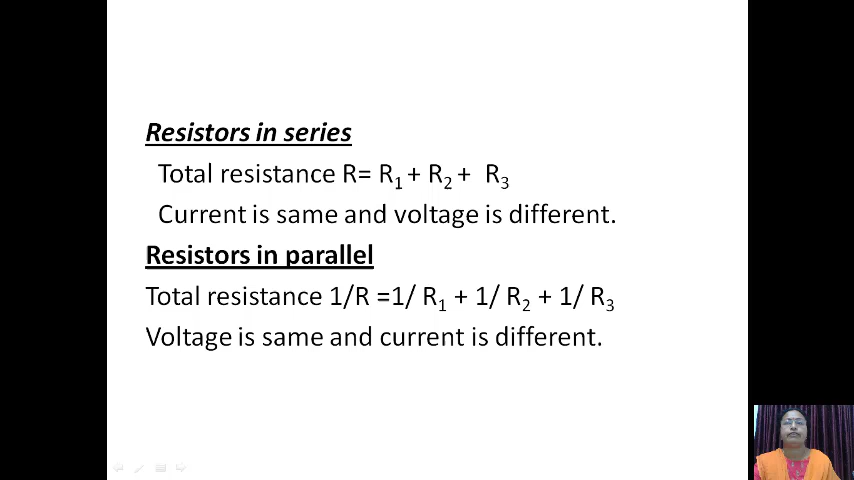 Resistors in series
Total resistance R= R₁ + R₂ + R₃
Current is same and voltage is different.
Resistors in parallel
Total resistance 1/R =1/ R₁ + 1/ R₂ + 1/ R₃
Voltage is same and current is different.